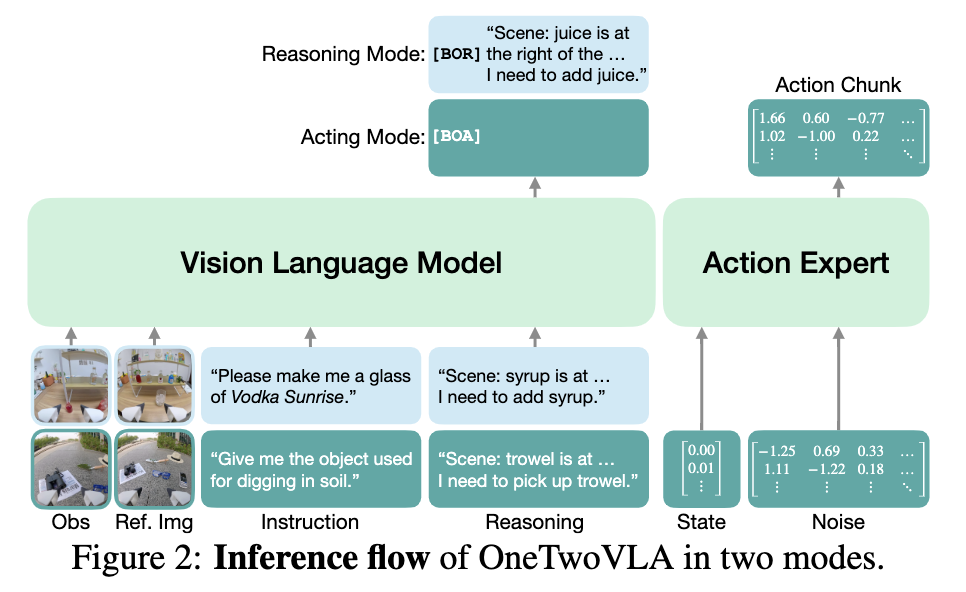 Reasoning Mode: [BOR] “Scene: juice is at
the right of the …
I need to add juice.”
Acting Mode: [BOA]
Action Chunk
1.66 0.60 −0.77 …
1.02 −1.00 0.22 …
⋮ ⋮ ⋮ ⋱
Vision Language Model
Action Expert
“Please make me a glass
of Vodka Sunrise.”
“Scene: syrup is at …
I need to add syrup.”
“Give me the object used
for digging in soil.”
“Scene: trowel is at …
I need to pick up trowel.”
0.00
0.01
⋮
−1.25 0.69 0.33 …
1.11 −1.22 0.18 …
⋮ ⋮ ⋮ ⋱
Obs Ref. Img Instruction Reasoning State Noise
Figure 2: Inference flow of OneTwoVLA in two modes.